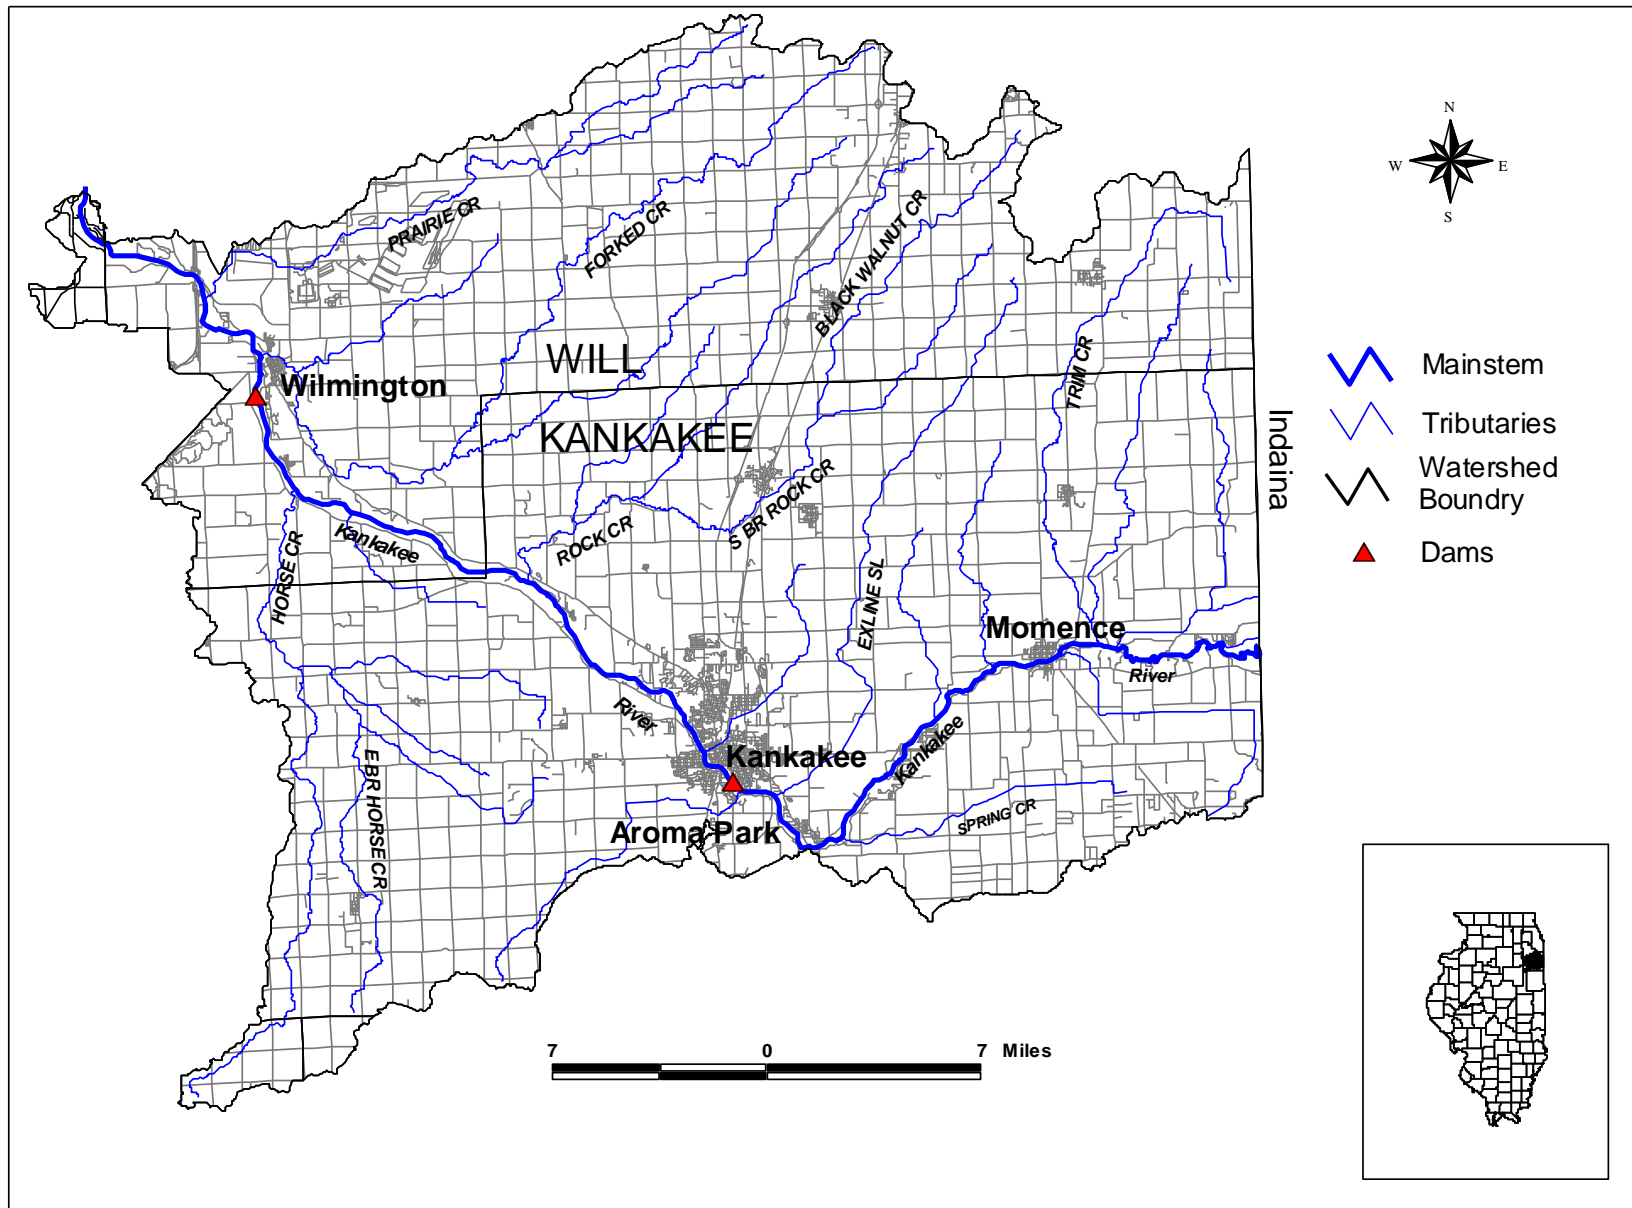 N
W
E
S
PRAIRIE CR
FORKED CR
BLACK WALNUT CR
WILL
Wilmington
KANKAKEE
TRIM CR
Indaina
Mainstem
Tributaries
Watershed
Boundry
Dams
HORSE CR
Kankakee
ROCK CR
S BR ROCK CR
EXLINE SL
Momence
River
River
Kankakee
Kankakee
E BR HORSE CR
Aroma Park
SPRING CR
7 0 7 Miles